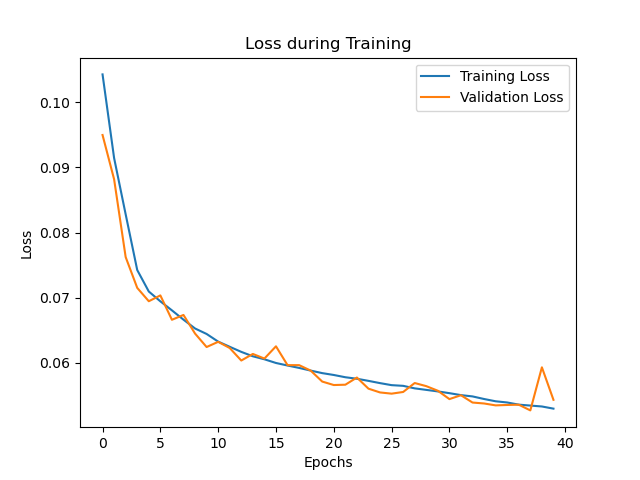 Loss during Training
Training Loss
Validation Loss
0.10
0.09
0.08
0.07
0.06
Loss
0 5 10 15 20 25 30 35 40
Epochs